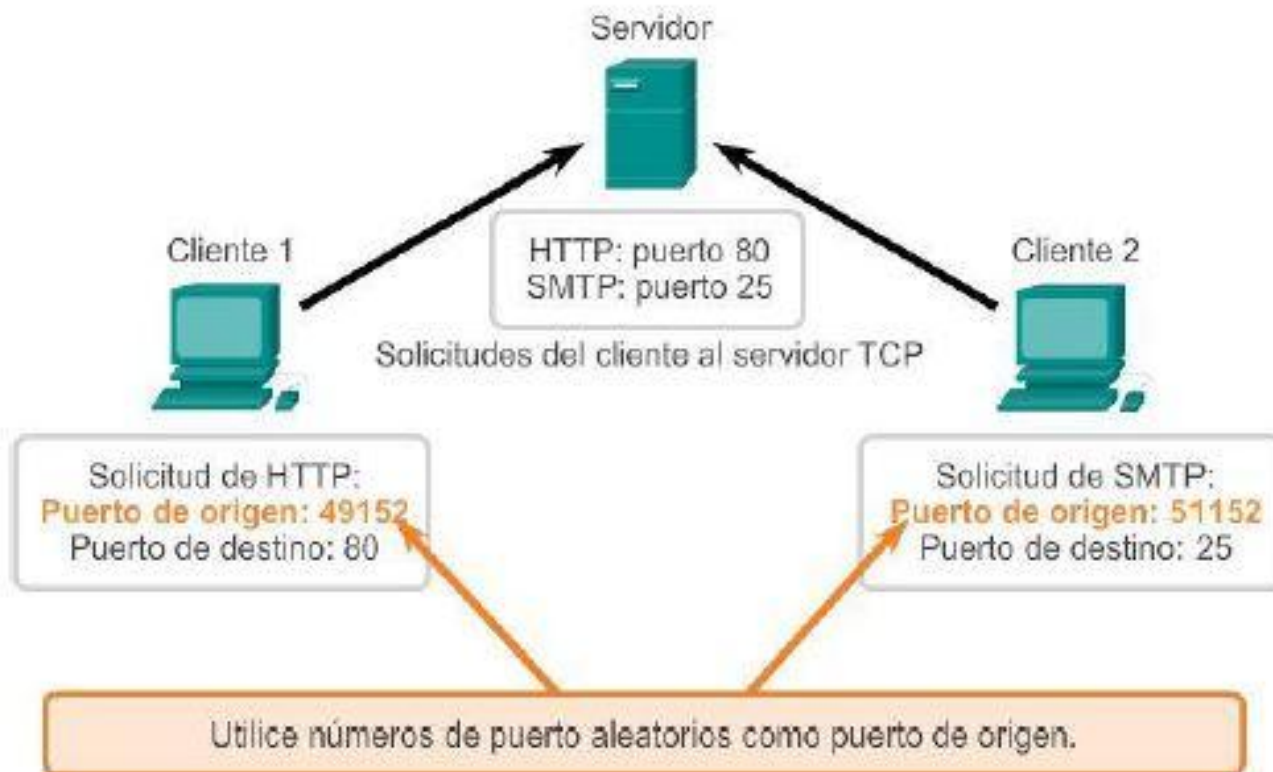 Servidor
Cliente 1
HTTP: puerto 80
SMTP: puerto 25
Cliente 2
Solicitudes del cliente al servidor TCP
Solicitud de HTTP:
Puerto de origen: 49152
Puerto de destino: 80
Solicitud de SMTP:
Puerto de origen: 51152
Puerto de destino: 25
Utilice números de puerto aleatorios como puerto de origen.